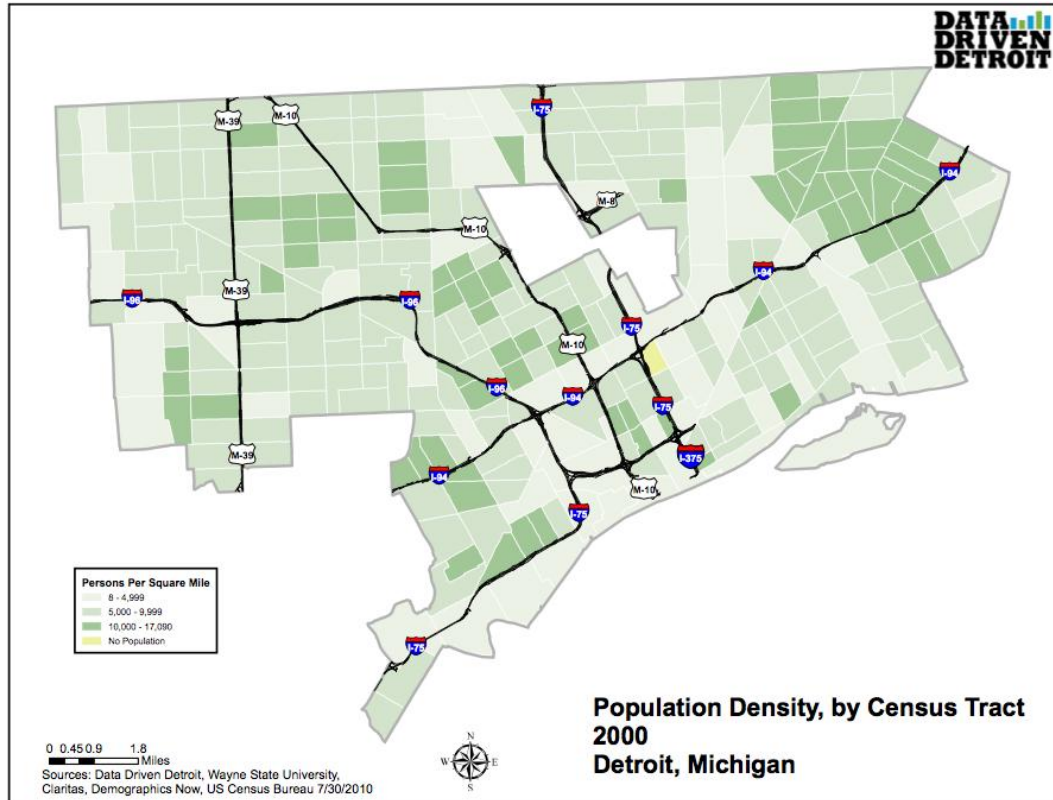 DATA
DRIVEN
DETROIT
M-39
M-10
I-75
I-94
M-8
M-10
I-94
M-39
I-96
I-96
I-75
M-10
I-96
I-94
I-75
M-39
I-94
I-375
M-10
I-75
I-75
Persons Per Square Mile
8 - 4,999
5,000 - 9,999
10,000 - 17,090
No Population
Population Density, by Census Tract
2000
Detroit, Michigan
0 0.45 0.9 1.8
Miles
Sources: Data Driven Detroit, Wayne State University,
Claritas, Demographics Now, US Census Bureau 7/30/2010
N
W E
S